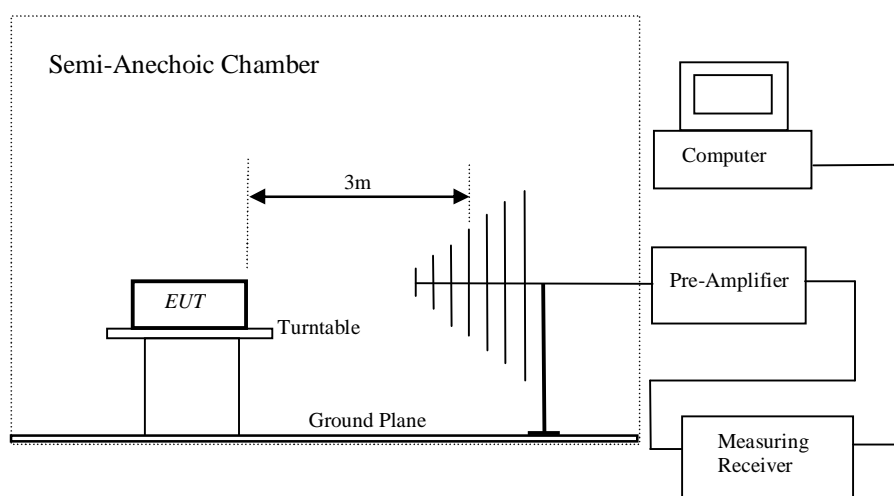 Semi-Anechoic Chamber
Computer
3m
Pre-Amplifier
EUT
Turntable
Ground Plane
Measuring
Receiver